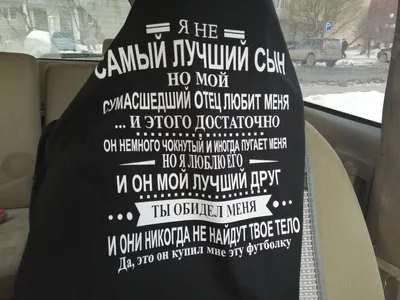 Я НЕ
САМЫЙ ЛУЧШИЙ СЫН
НО МОЙ
СУМАСШЕДШИЙ ОТЕЦ ЛЮБИТ МЕНЯ
... И ЭТОГО ДОСТАТОЧНО
ОН НЕМНОГО ЧОКНУТЫЙ И ИНОГДА ПУГАЕТ МЕНЯ
НО Я ЛЮБЛЮ ЕГО
И ОН МОЙ ЛУЧШИЙ ДРУГ
ТЫ ОБИДЕЛ МЕНЯ
И ОНИ НИКОГДА НЕ НАЙДУТ ТВОЕ ТЕЛО
Да, это он купил мне эту футболку